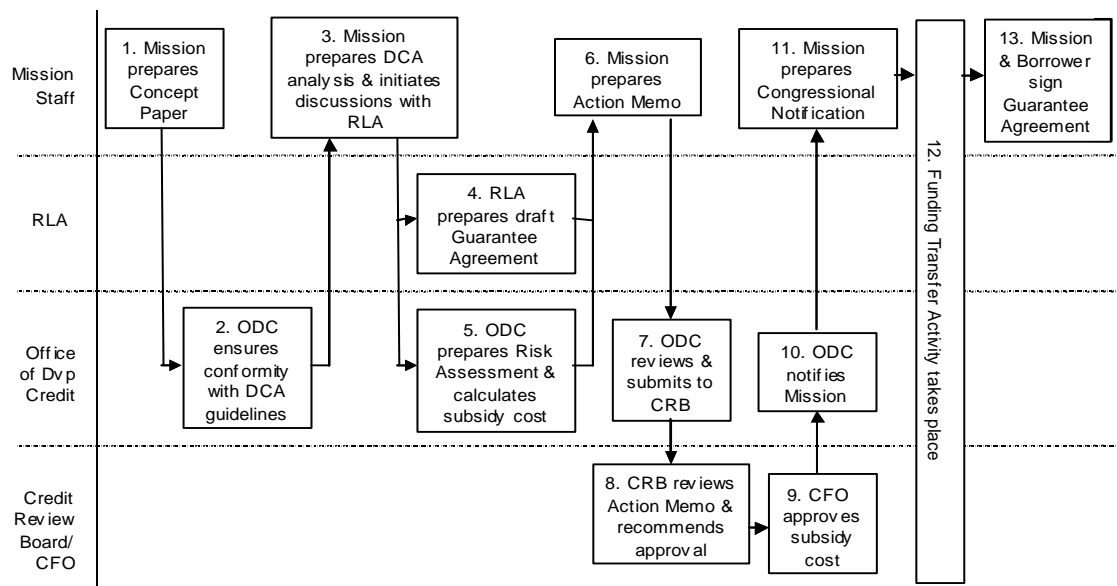 Mission
Staff
1. Mission
prepares
Concept
Paper
3. Mission
prepares DCA
analysis & initiates
discussions with
RLA
6. Mission
prepares
Action Memo
11. Mission
prepares
Congressional
Notification
13. Mission
& Borrower
sign
Guarantee
Agreement
12. Funding Transfer Activity takes place
RLA
4. RLA
prepares draft
Guarantee
Agreement
Office
of Dvp
Credit
2. ODC
ensures
conformity
with DCA
guidelines
5. ODC
prepares Risk
Assessment &
calculates
subsidy cost
7. ODC
reviews &
submits to
CRB
10. ODC
notifies
Mission
Credit
Review
Board/
CFO
8. CRB reviews
Action Memo &
recommends
approval
9. CFO
approves
subsidy
cost